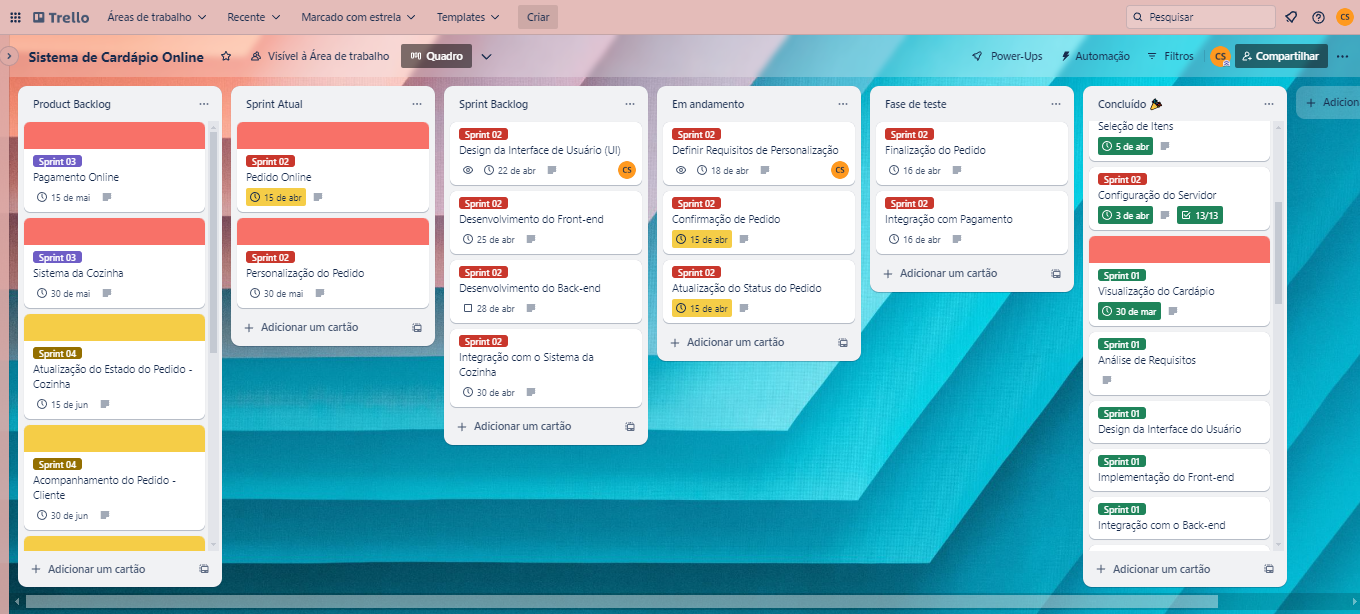 Trello
Áreas de trabalho
Recente
Marcado com estrela
Templates
Criar
Pesquisar
CS
Sistema de Cardápio Online
Visível à Área de trabalho
Quadro
Power-Ups
Automação
Filtros
CS
Compartilhar
Product Backlog
Sprint 03
Pagamento Online
15 de mai
Sprint 03
Sistema da Cozinha
30 de mai
Sprint 04
Atualização do Estado do Pedido -
Cozinha
15 de jun
Sprint 04
Acompanhamento do Pedido -
Cliente
30 de jun
+ Adicionar um cartão
Sprint Atual
Sprint 02
Pedido Online
15 de abr
Sprint 02
Personalização do Pedido
30 de mai
+ Adicionar um cartão
Sprint Backlog
Sprint 02
Design da Interface de Usuário (UI)
22 de abr
CS
Sprint 02
Desenvolvimento do Front-end
25 de abr
Sprint 02
Desenvolvimento do Back-end
28 de abr
Sprint 02
Integração com o Sistema da
Cozinha
30 de abr
+ Adicionar um cartão
Em andamento
Sprint 02
Definir Requisitos de Personalização
18 de abr
CS
Sprint 02
Confirmação de Pedido
15 de abr
Sprint 02
Atualização do Status do Pedido
15 de abr
+ Adicionar um cartão
Fase de teste
Sprint 02
Finalização do Pedido
16 de abr
Sprint 02
Integração com Pagamento
16 de abr
+ Adicionar um cartão
Concluído
Seleção de Itens
5 de abr
Sprint 02
Configuração do Servidor
3 de abr
13/13
Sprint 01
Visualização do Cardápio
30 de mar
Sprint 01
Análise de Requisitos
Sprint 01
Design da Interface do Usuário
Sprint 01
Implementação do Front-end
Sprint 01
Integração com o Back-end
+ Adicionar um cartão
+ Adicion